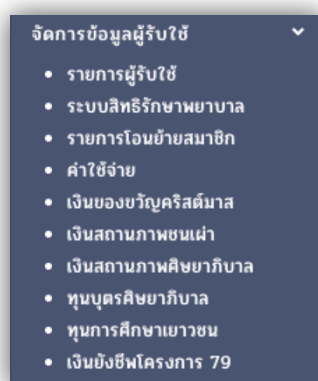 จัดการข้อมูลผู้รับใช้
รายการผู้รับใช้
ระบบสิทธิรักษาพยาบาล
รายการโอนย้ายสมาชิก
ค่าใช้จ่าย
เงินของขวัญคริสต์มาส
เงินสถานภาพชนเผ่า
เงินสถานภาพศิษยาภิบาล
ทุนบุตรศิษยาภิบาล
ทุนการศึกษาเยาวชน
เงินยังชีพโครงการ 79